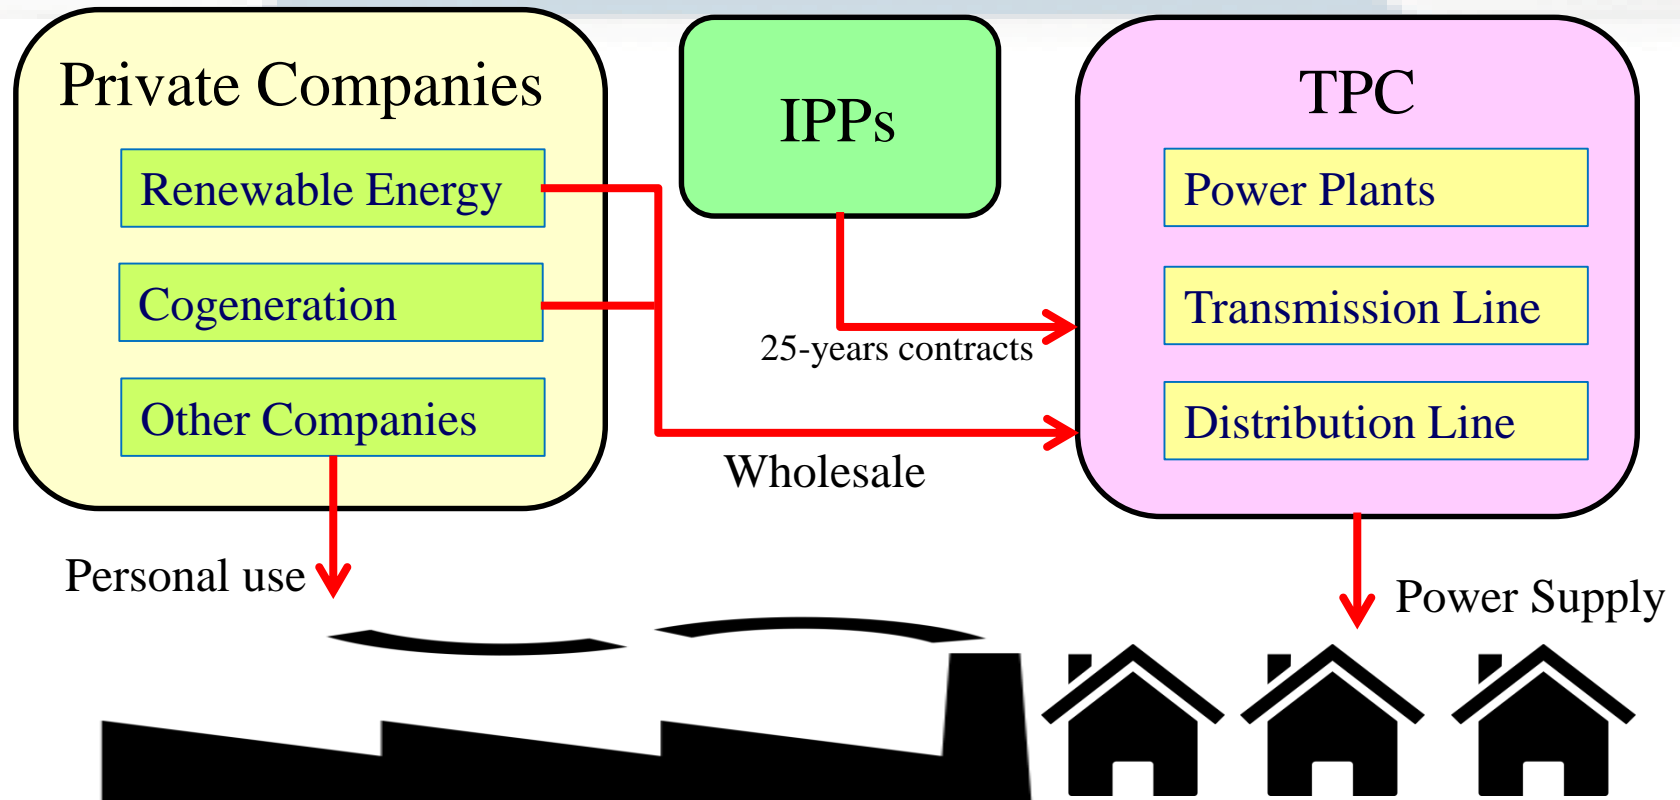 Private Companies
Renewable Energy
Cogeneration
Other Companies
Personal use
IPPs
25-years contracts
Wholesale
TPC
Power Plants
Transmission Line
Distribution Line
Power Supply